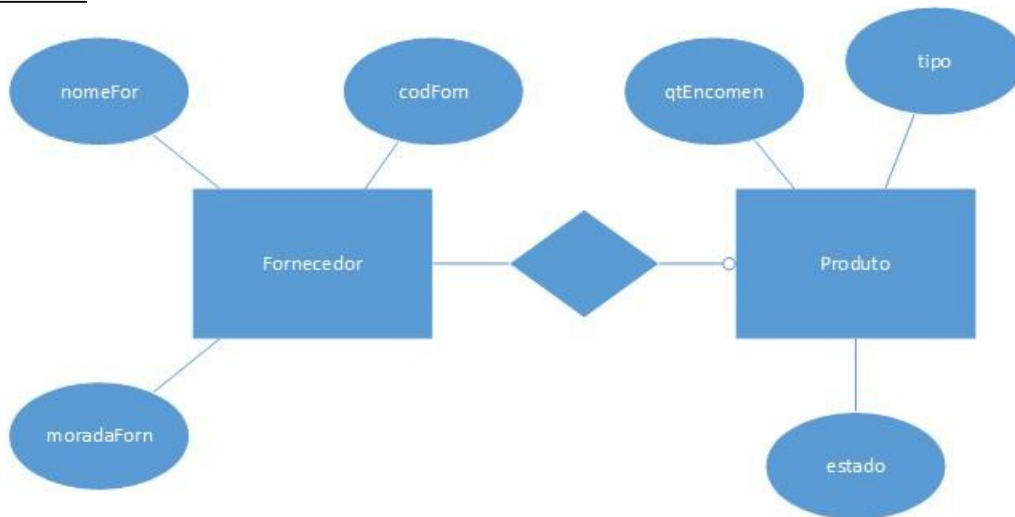 tipo
nomeFor
codForn
qtEncomen
Fornecedor
Produto
moradaForn
estado